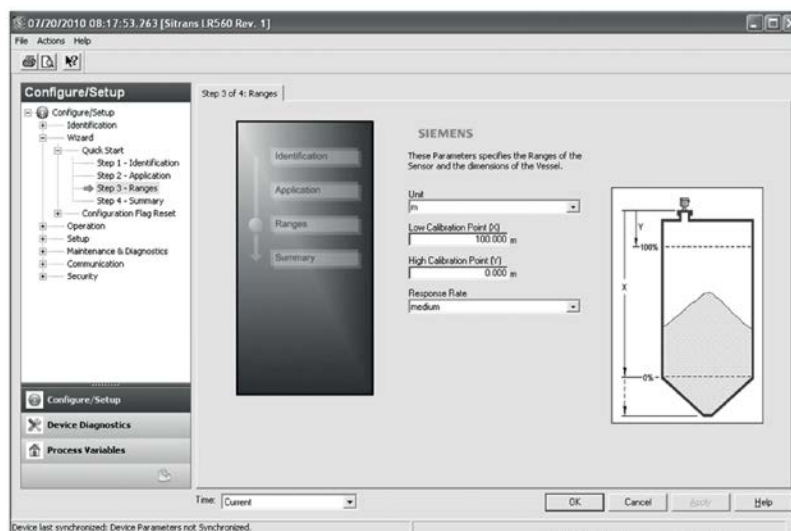 07/20/2010 08:17:53.263 [Sitrans LR560 Rev. 1]
File Actions Help
Configure/Setup
Configure/Setup
Identification
Wizard
Quick Start
Step 1 - Identification
Step 2 - Application
Step 3 - Ranges
Step 4 - Summary
Configuration Flag Reset
Operation
Setup
Maintenance & Diagnostics
Communication
Security
Configure/Setup
Device Diagnostics
Process Variables
Step 3 of 4: Ranges
Identification
Application
Ranges
Summary
SIEMENS
These Parameters specifies the Ranges of the
Sensor and the dimensions of the Vessel.
Unit
m
Low Calibration Point (X)
100.000 m
High Calibration Point (Y)
0.000 m
Response Rate
medium
Y
100%
X
0%
Time: Current
OK Cancel Apply Help
Device last synchronized: Device Parameters not Synchronized.